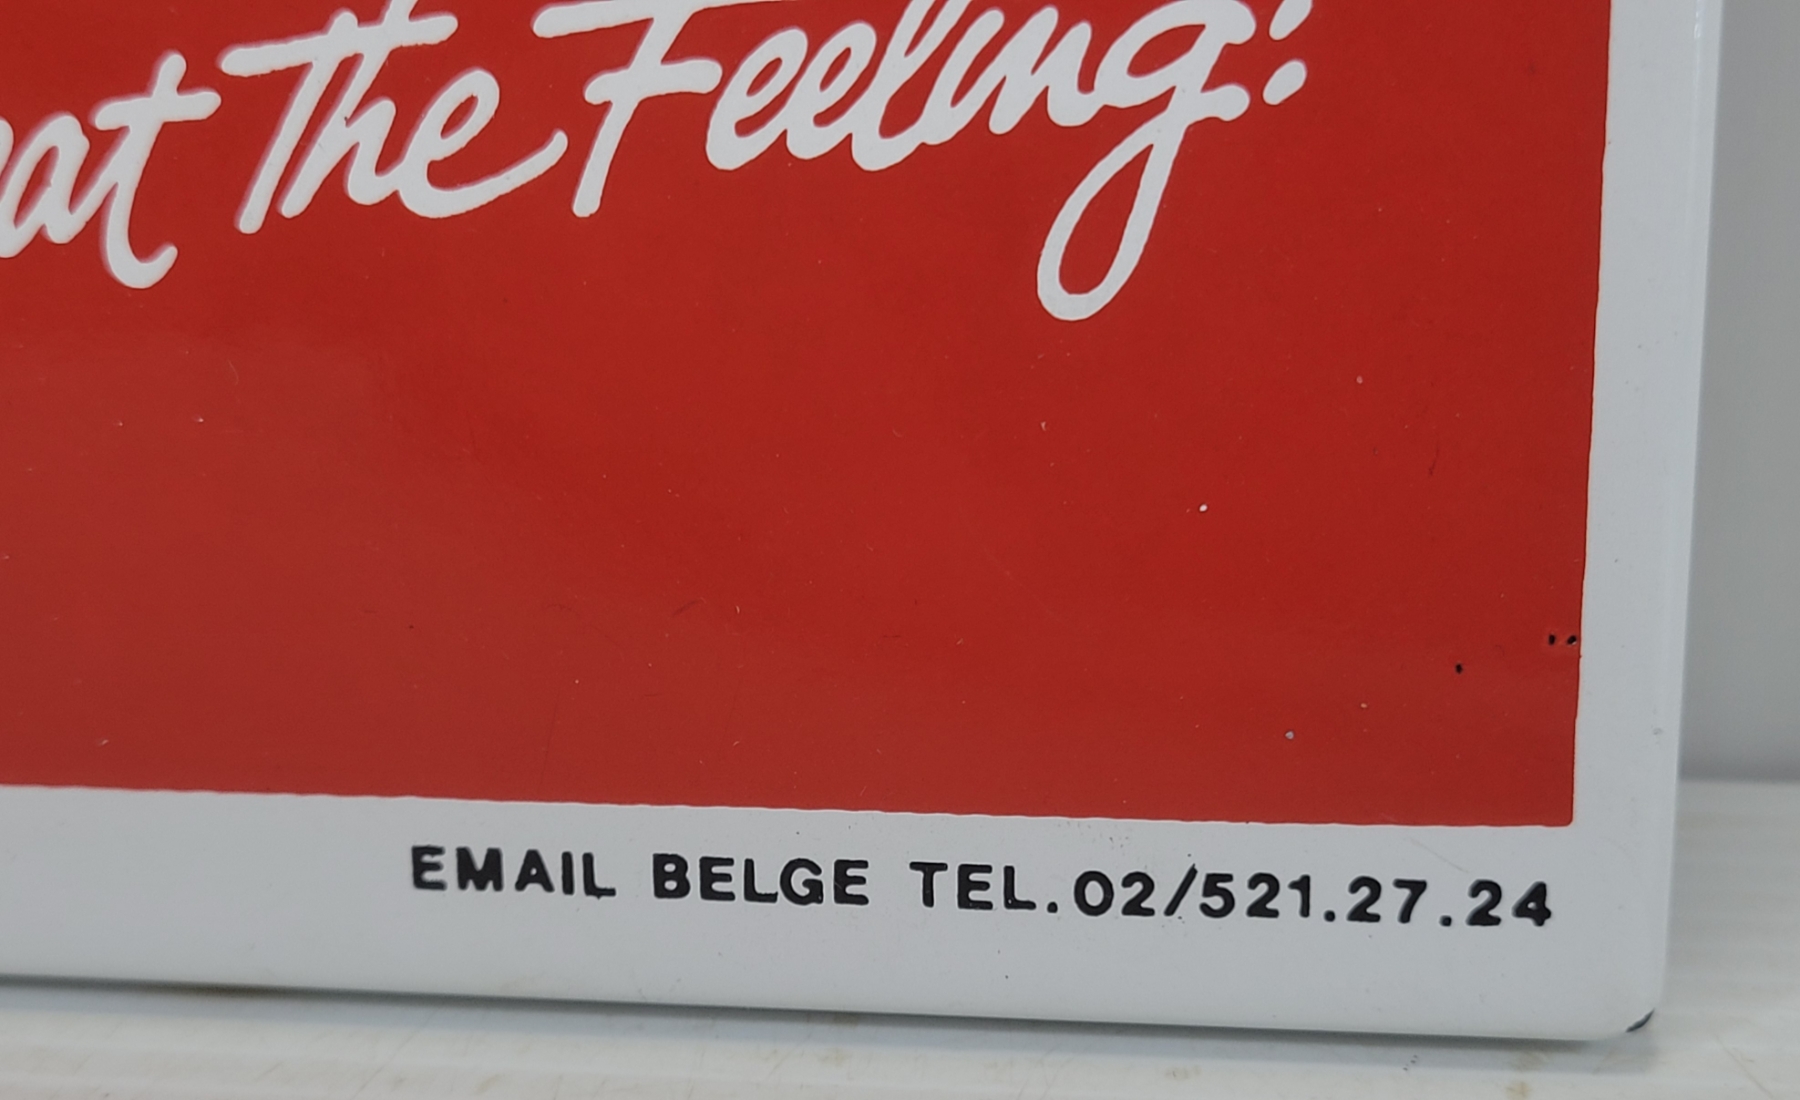 at The Feeling!
EMAIL BELGE TEL.02/521.27.24